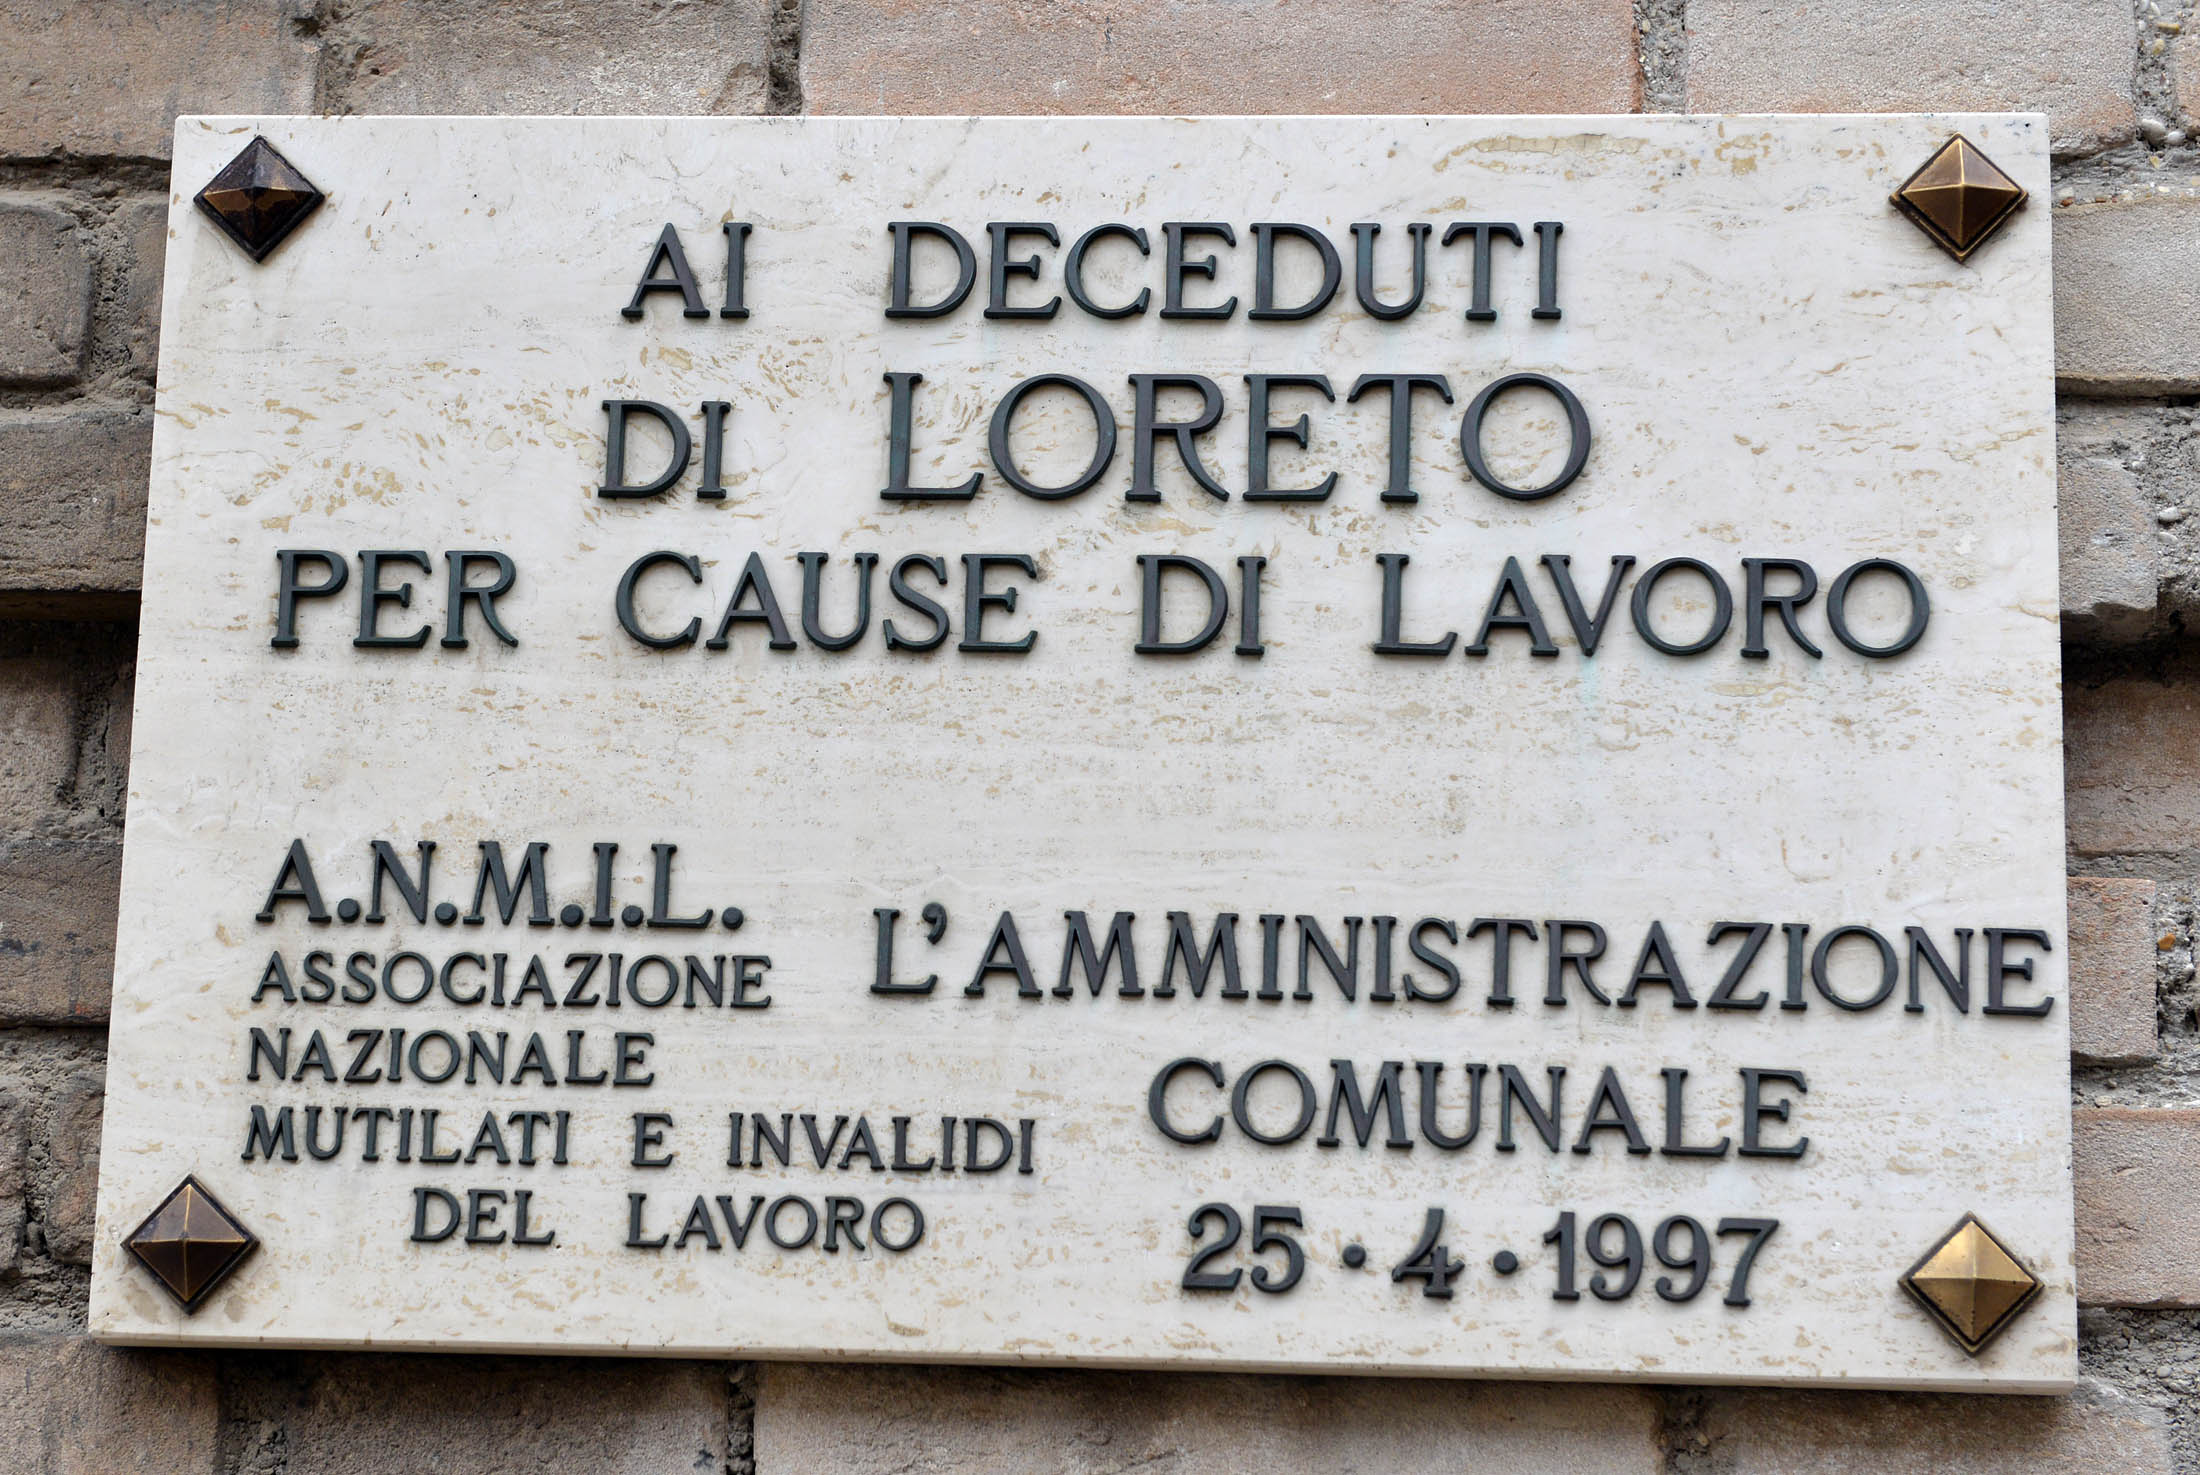 AI DECEDUTI
DI LORETO
PER CAUSE DI LAVORO
A.N.M.I.L.
ASSOCIAZIONE
NAZIONALE
MUTILATI E INVALIDI
DEL LAVORO
L'AMMINISTRAZIONE
COMUNALE
25·4·1997